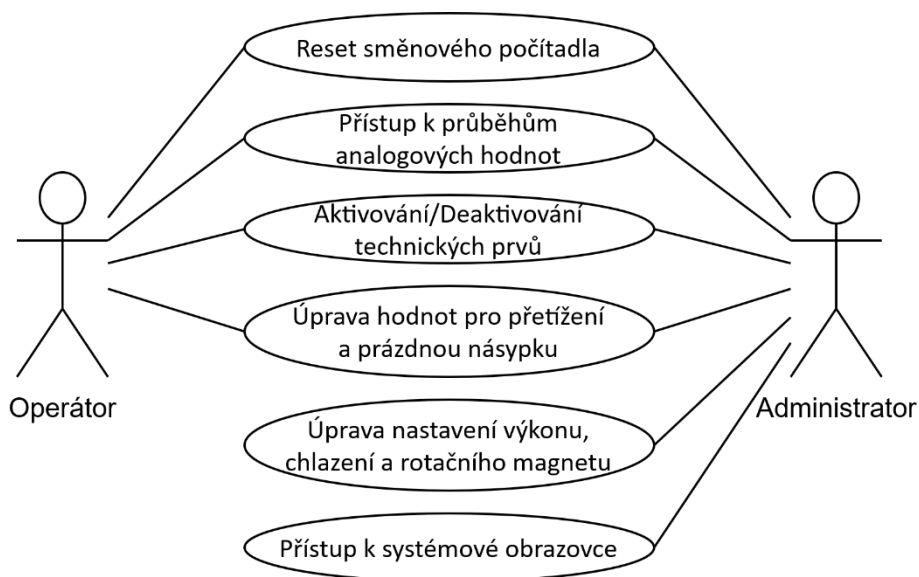 Reset směnového počítadla
Přístup k průběhům
analogových hodnot
Aktivování/Deaktivování
technických prvů
Úprava hodnot pro přetížení
a prázdnou násypku
Operátor
Administrator
Úprava nastavení výkonu,
chlazení a rotačního magnetu
Přístup k systémové obrazovce